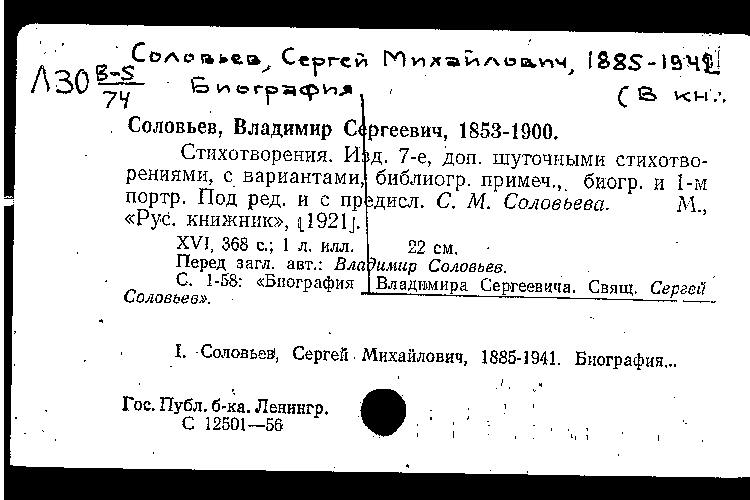 Соловьев, Сергей Михайлович, 1885-1942
Л30 В-5/74 Биография (В кн.:
Соловьев, Владимир Сергеевич, 1853-1900.
Стихотворения. Изд. 7-е, доп. шуточными стихотво-
рениями, с вариантами, библиогр. примеч., биогр. и 1-м
портр. Под ред. и с предисл. С. М. Соловьева. М.,
«Рус. книжник», [1921].
XVI, 368 с.; 1 л. илл. 22 см.
Перед загл. авт.: Владимир Соловьев.
С. 1-58: «Биография Владимира Сергеевича. Свящ. Сергей
Соловьев».
I. Соловьев, Сергей Михайлович, 1885-1941. Биография...
Гос. Публ. б-ка. Ленингр.
С 12501—56